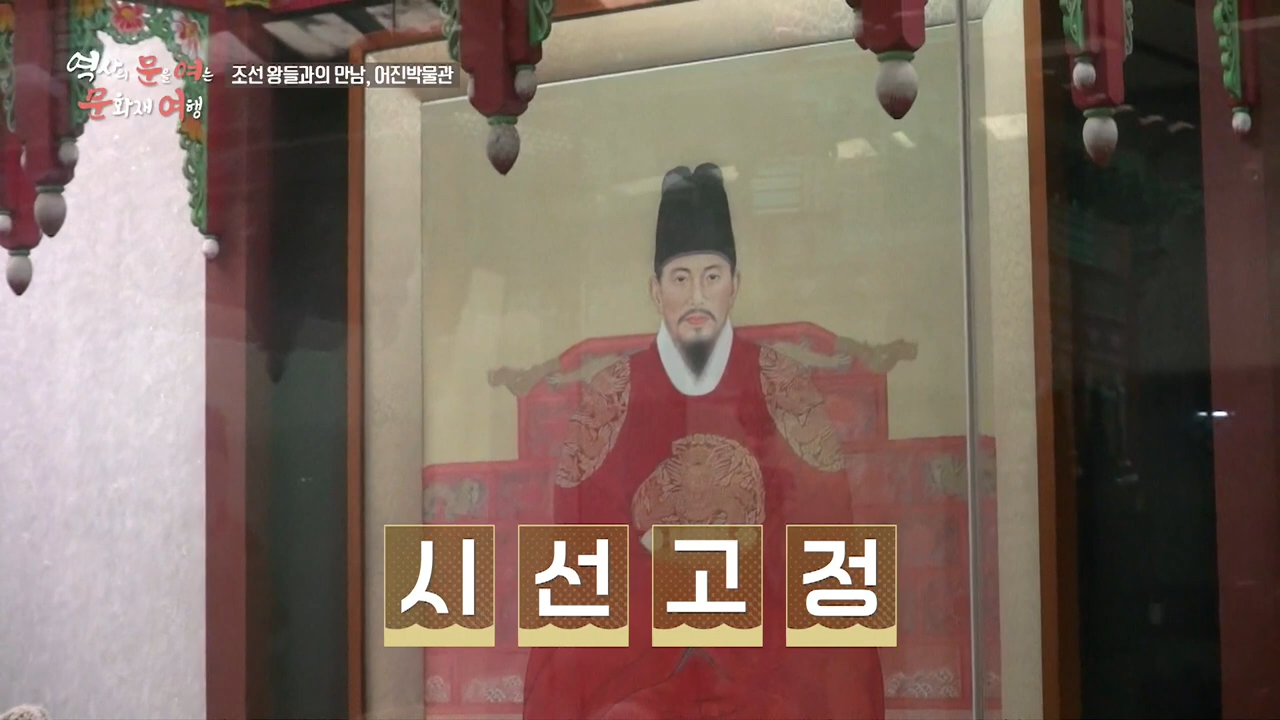 역사의 문을 여는
문화재 여행
조선 왕들과의 만남, 어진박물관
시선고정